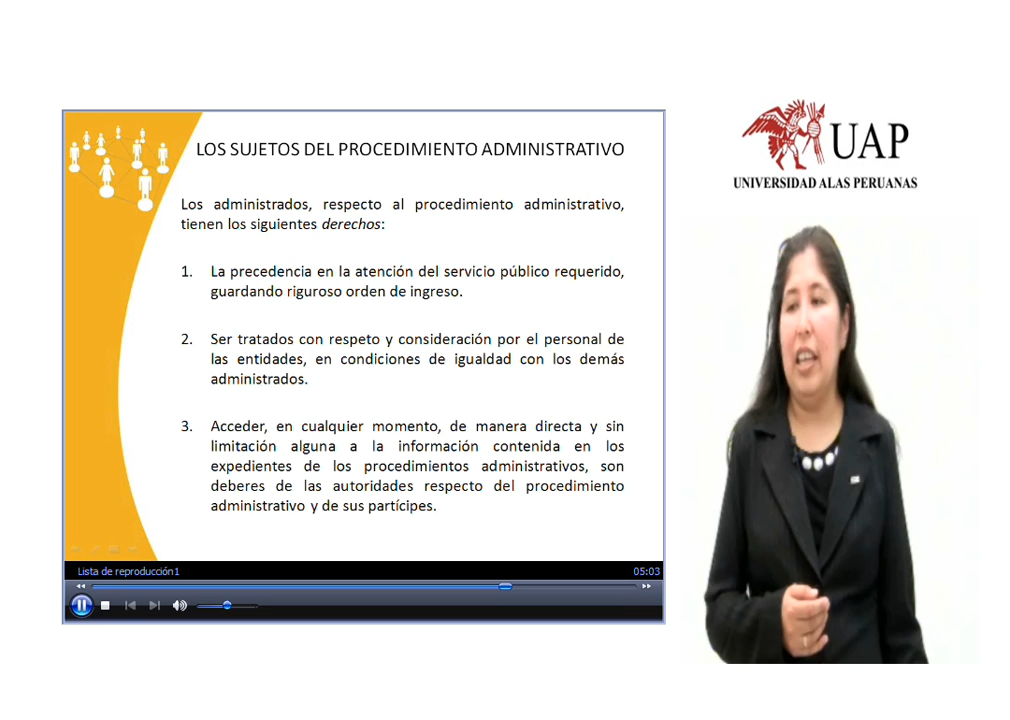 LOS SUJETOS DEL PROCEDIMIENTO ADMINISTRATIVO
Los administrados, respecto al procedimiento administrativo,
tienen los siguientes derechos:
1. La precedencia en la atención del servicio público requerido,
guardando riguroso orden de ingreso.
2. Ser tratados con respeto y consideración por el personal de
las entidades, en condiciones de igualdad con los demás
administrados.
3. Acceder, en cualquier momento, de manera directa y sin
limitación alguna a la información contenida en los
expedientes de los procedimientos administrativos, son
deberes de las autoridades respecto del procedimiento
administrativo y de sus partícipes.
Lista de reproducción1 05:03
UAP
UNIVERSIDAD ALAS PERUANAS